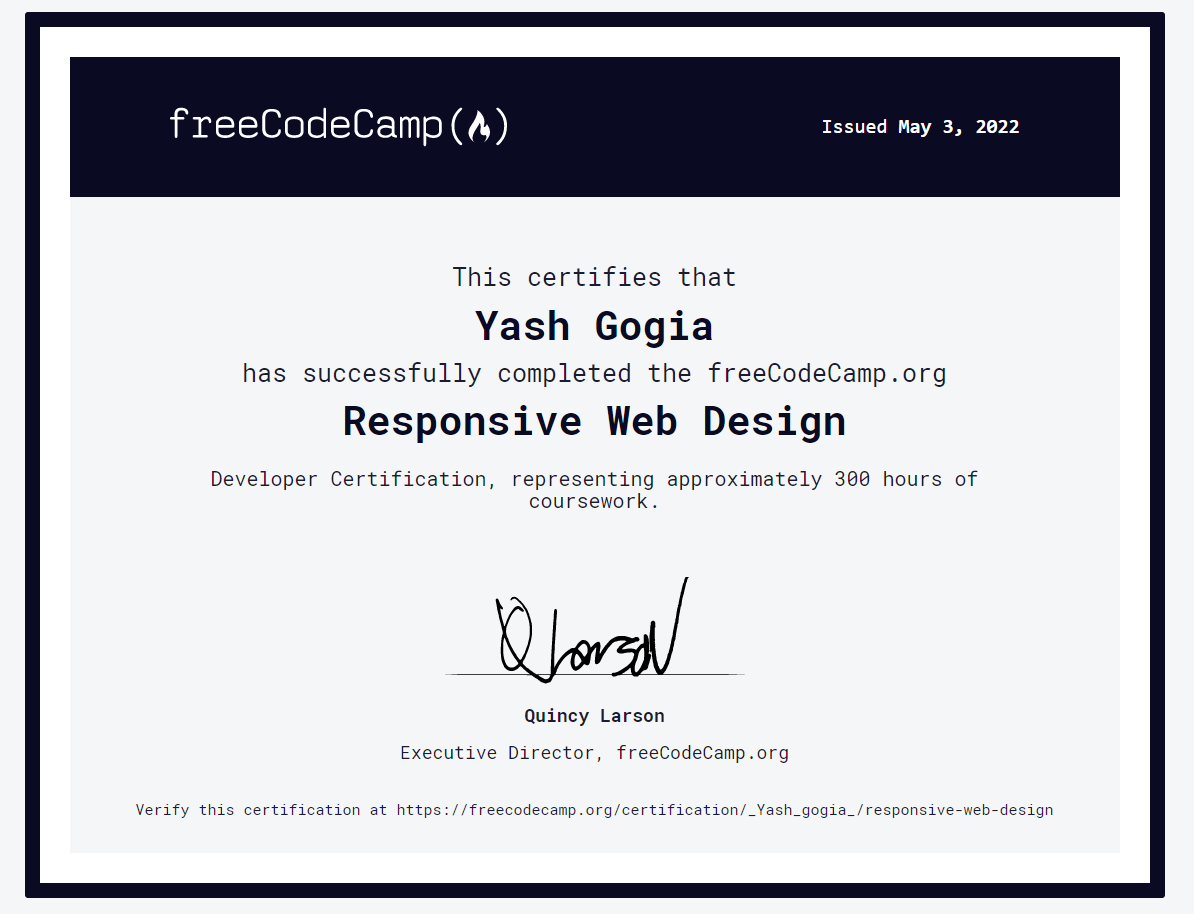 freeCodeCamp(🔥)
Issued May 3, 2022
This certifies that
Yash Gogia
has successfully completed the freeCodeCamp.org
Responsive Web Design
Developer Certification, representing approximately 300 hours of
coursework.
Q Larson
Quincy Larson
Executive Director, freeCodeCamp.org
Verify this certification at https://freecodecamp.org/certification/_Yash_gogia_/responsive-web-design